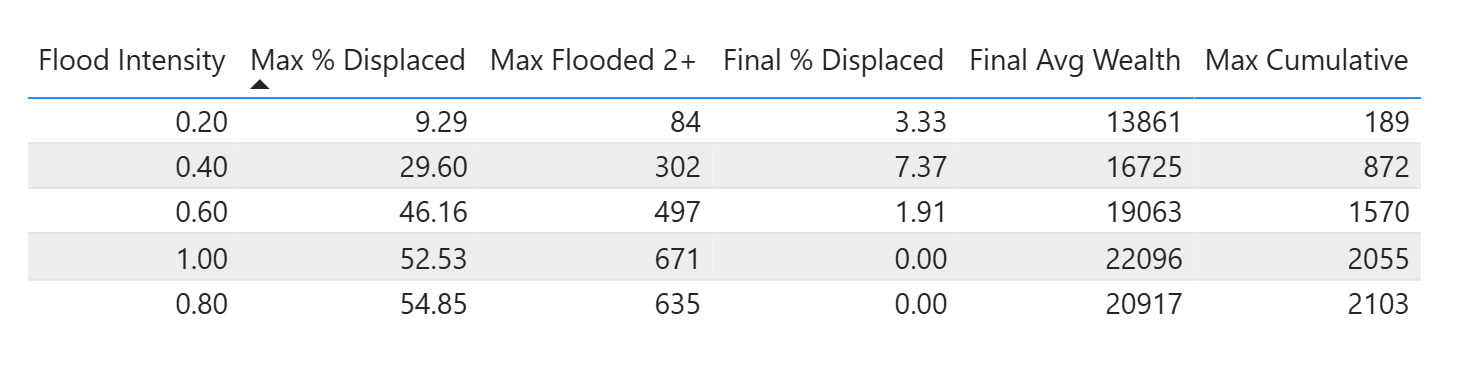 Flood Intensity Max % Displaced Max Flooded 2+ Final % Displaced Final Avg Wealth Max Cumulative
0.20 9.29 84 3.33 13861 189
0.40 29.60 302 7.37 16725 872
0.60 46.16 497 1.91 19063 1570
1.00 52.53 671 0.00 22096 2055
0.80 54.85 635 0.00 20917 2103